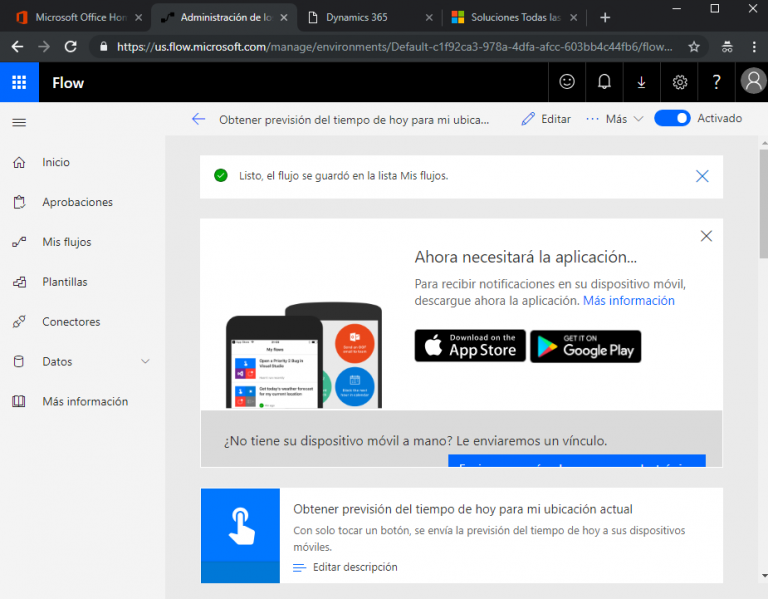 Microsoft Office Hom
Administración de lo
Dynamics 365
Soluciones Todas las
https://us.flow.microsoft.com/manage/environments/Default-c1f92ca3-978a-4dfa-afcc-603bb4c44fb6/flow...
Flow
?
Obtener previsión del tiempo de hoy para mi ubica...
Editar
Más
Activado
Inicio
Aprobaciones
Mis flujos
Plantillas
Conectores
Datos
Más información
Listo, el flujo se guardó en la lista Mis flujos.
Ahora necesitará la aplicación...
Para recibir notificaciones en su dispositivo móvil,
descargue ahora la aplicación. Más información
Download on the
App Store
GET IT ON
Google Play
My flows
Open a Priority 2 Bug in
Visual Studio
Get today's weather forecast
for my current location
¿No tiene su dispositivo móvil a mano? Le enviaremos un vínculo.
Obtener previsión del tiempo de hoy para mi ubicación actual
Con solo tocar un botón, se envía la previsión del tiempo de hoy a sus dispositivos
móviles.
Editar descripción